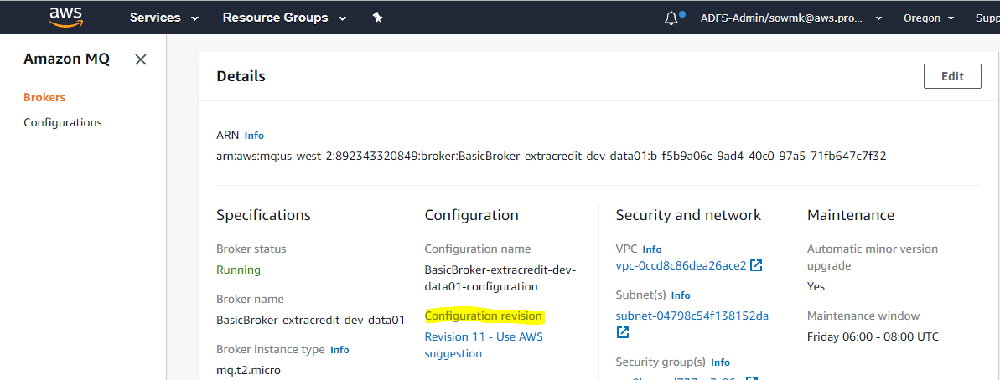 aws Services Resource Groups ADFS-Admin/sowmk@aws.pro... Oregon Supp
Amazon MQ
Brokers
Configurations
Details Edit
ARN Info
arn:aws:mq:us-west-2:892343320849:broker:BasicBroker-extracredit-dev-data01:b-f5b9a06c-9ad4-40c0-97a5-71fb647c7f32
Specifications
Broker status
Running
Broker name
BasicBroker-extracredit-dev-data01
Broker instance type Info
mq.t2.micro
Configuration
Configuration name
BasicBroker-extracredit-dev-
data01-configuration
Configuration revision
Revision 11 - Use AWS
suggestion
Security and network
VPC Info
vpc-0ccd8c86dea26ace2
Subnet(s) Info
subnet-04798c54f138152da
Security group(s) Info
Maintenance
Automatic minor version
upgrade
Yes
Maintenance window
Friday 06:00 - 08:00 UTC